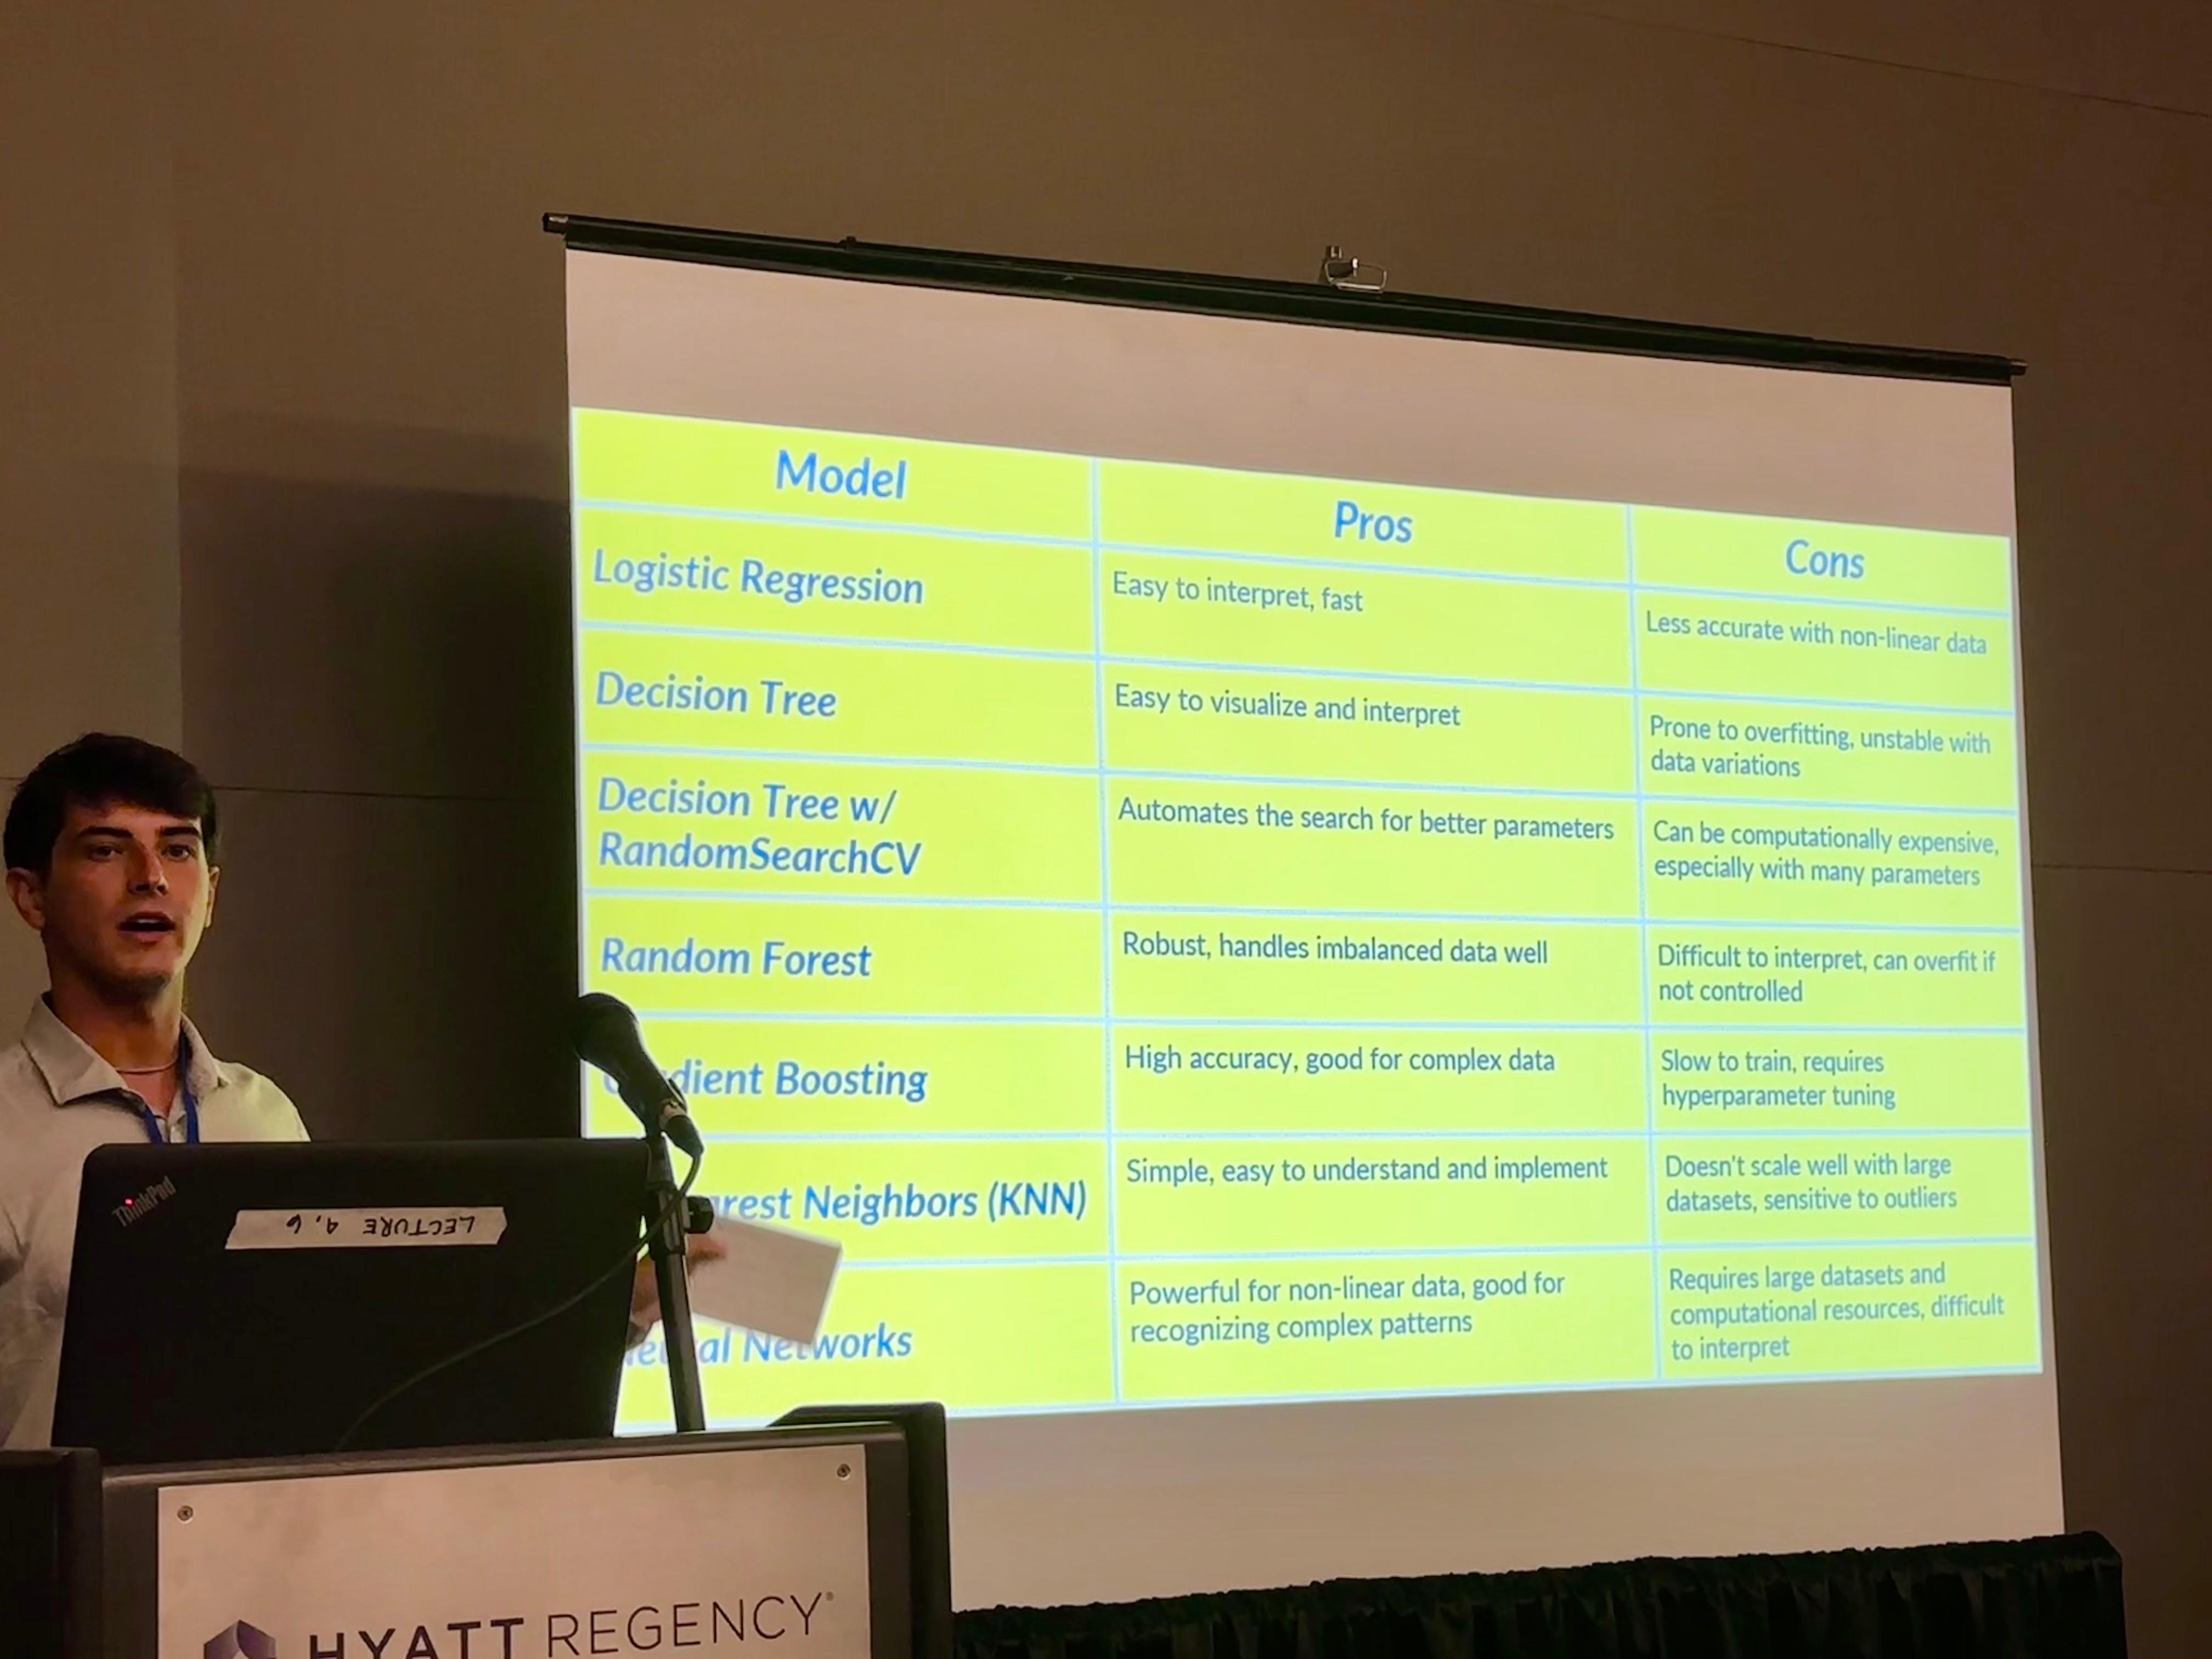 Model
Pros
Cons
Logistic Regression
Easy to interpret, fast
Less accurate with non-linear data
Decision Tree
Easy to visualize and interpret
Prone to overfitting, unstable with
data variations
Decision Tree w/
RandomSearchCV
Automates the search for better parameters
Can be computationally expensive,
especially with many parameters
Random Forest
Robust, handles imbalanced data well
Difficult to interpret, can overfit if
not controlled
Boosting
High accuracy, good for complex data
Slow to train, requires
hyperparameter tuning
Neighbors (KNN)
Simple, easy to understand and implement
Doesn't scale well with large
datasets, sensitive to outliers
Networks
Powerful for non-linear data, good for
recognizing complex patterns
Requires large datasets and
computational resources, difficult
to interpret
ThinkPad
LECTURE 4,6
HYATT REGENCY